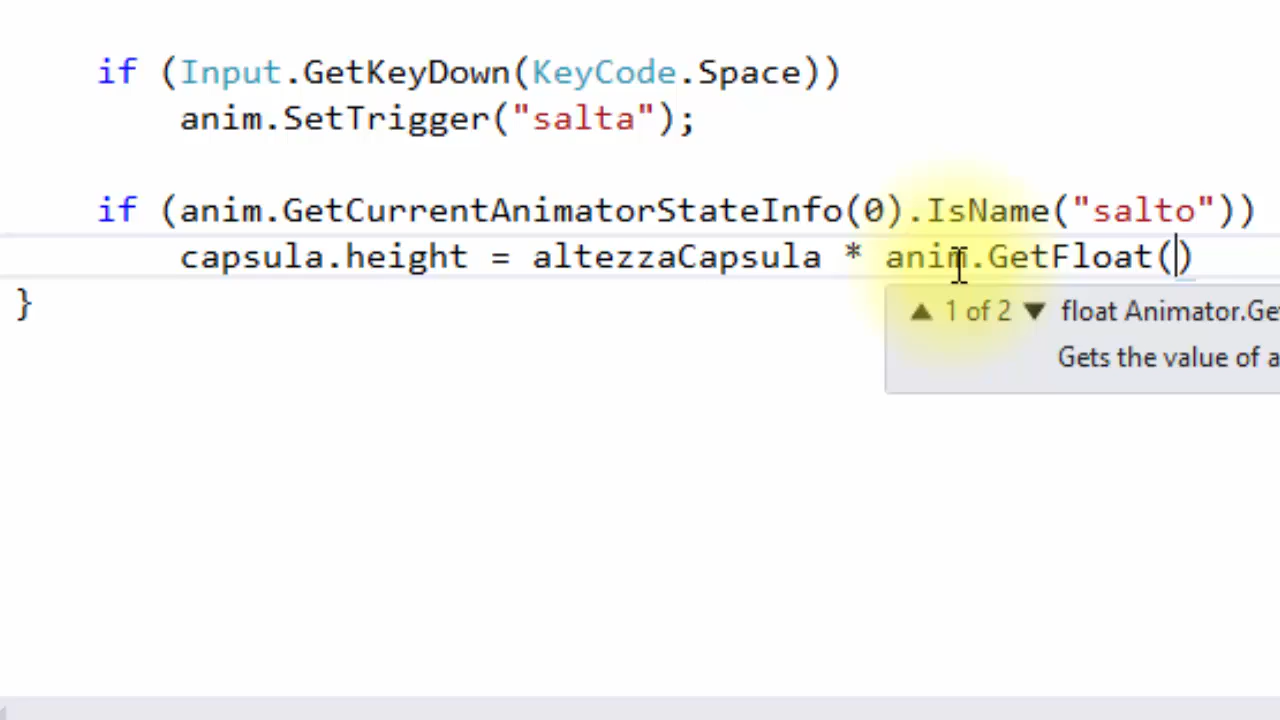 if (Input.GetKeyDown(KeyCode.Space))
anim.SetTrigger("salta");
if (anim.GetCurrentAnimatorStateInfo(0).IsName("salto"))
capsula.height = altezzaCapsula * anim.GetFloat()
}
▲ 1 of 2 ▼ float Animator.Ge
Gets the value of a